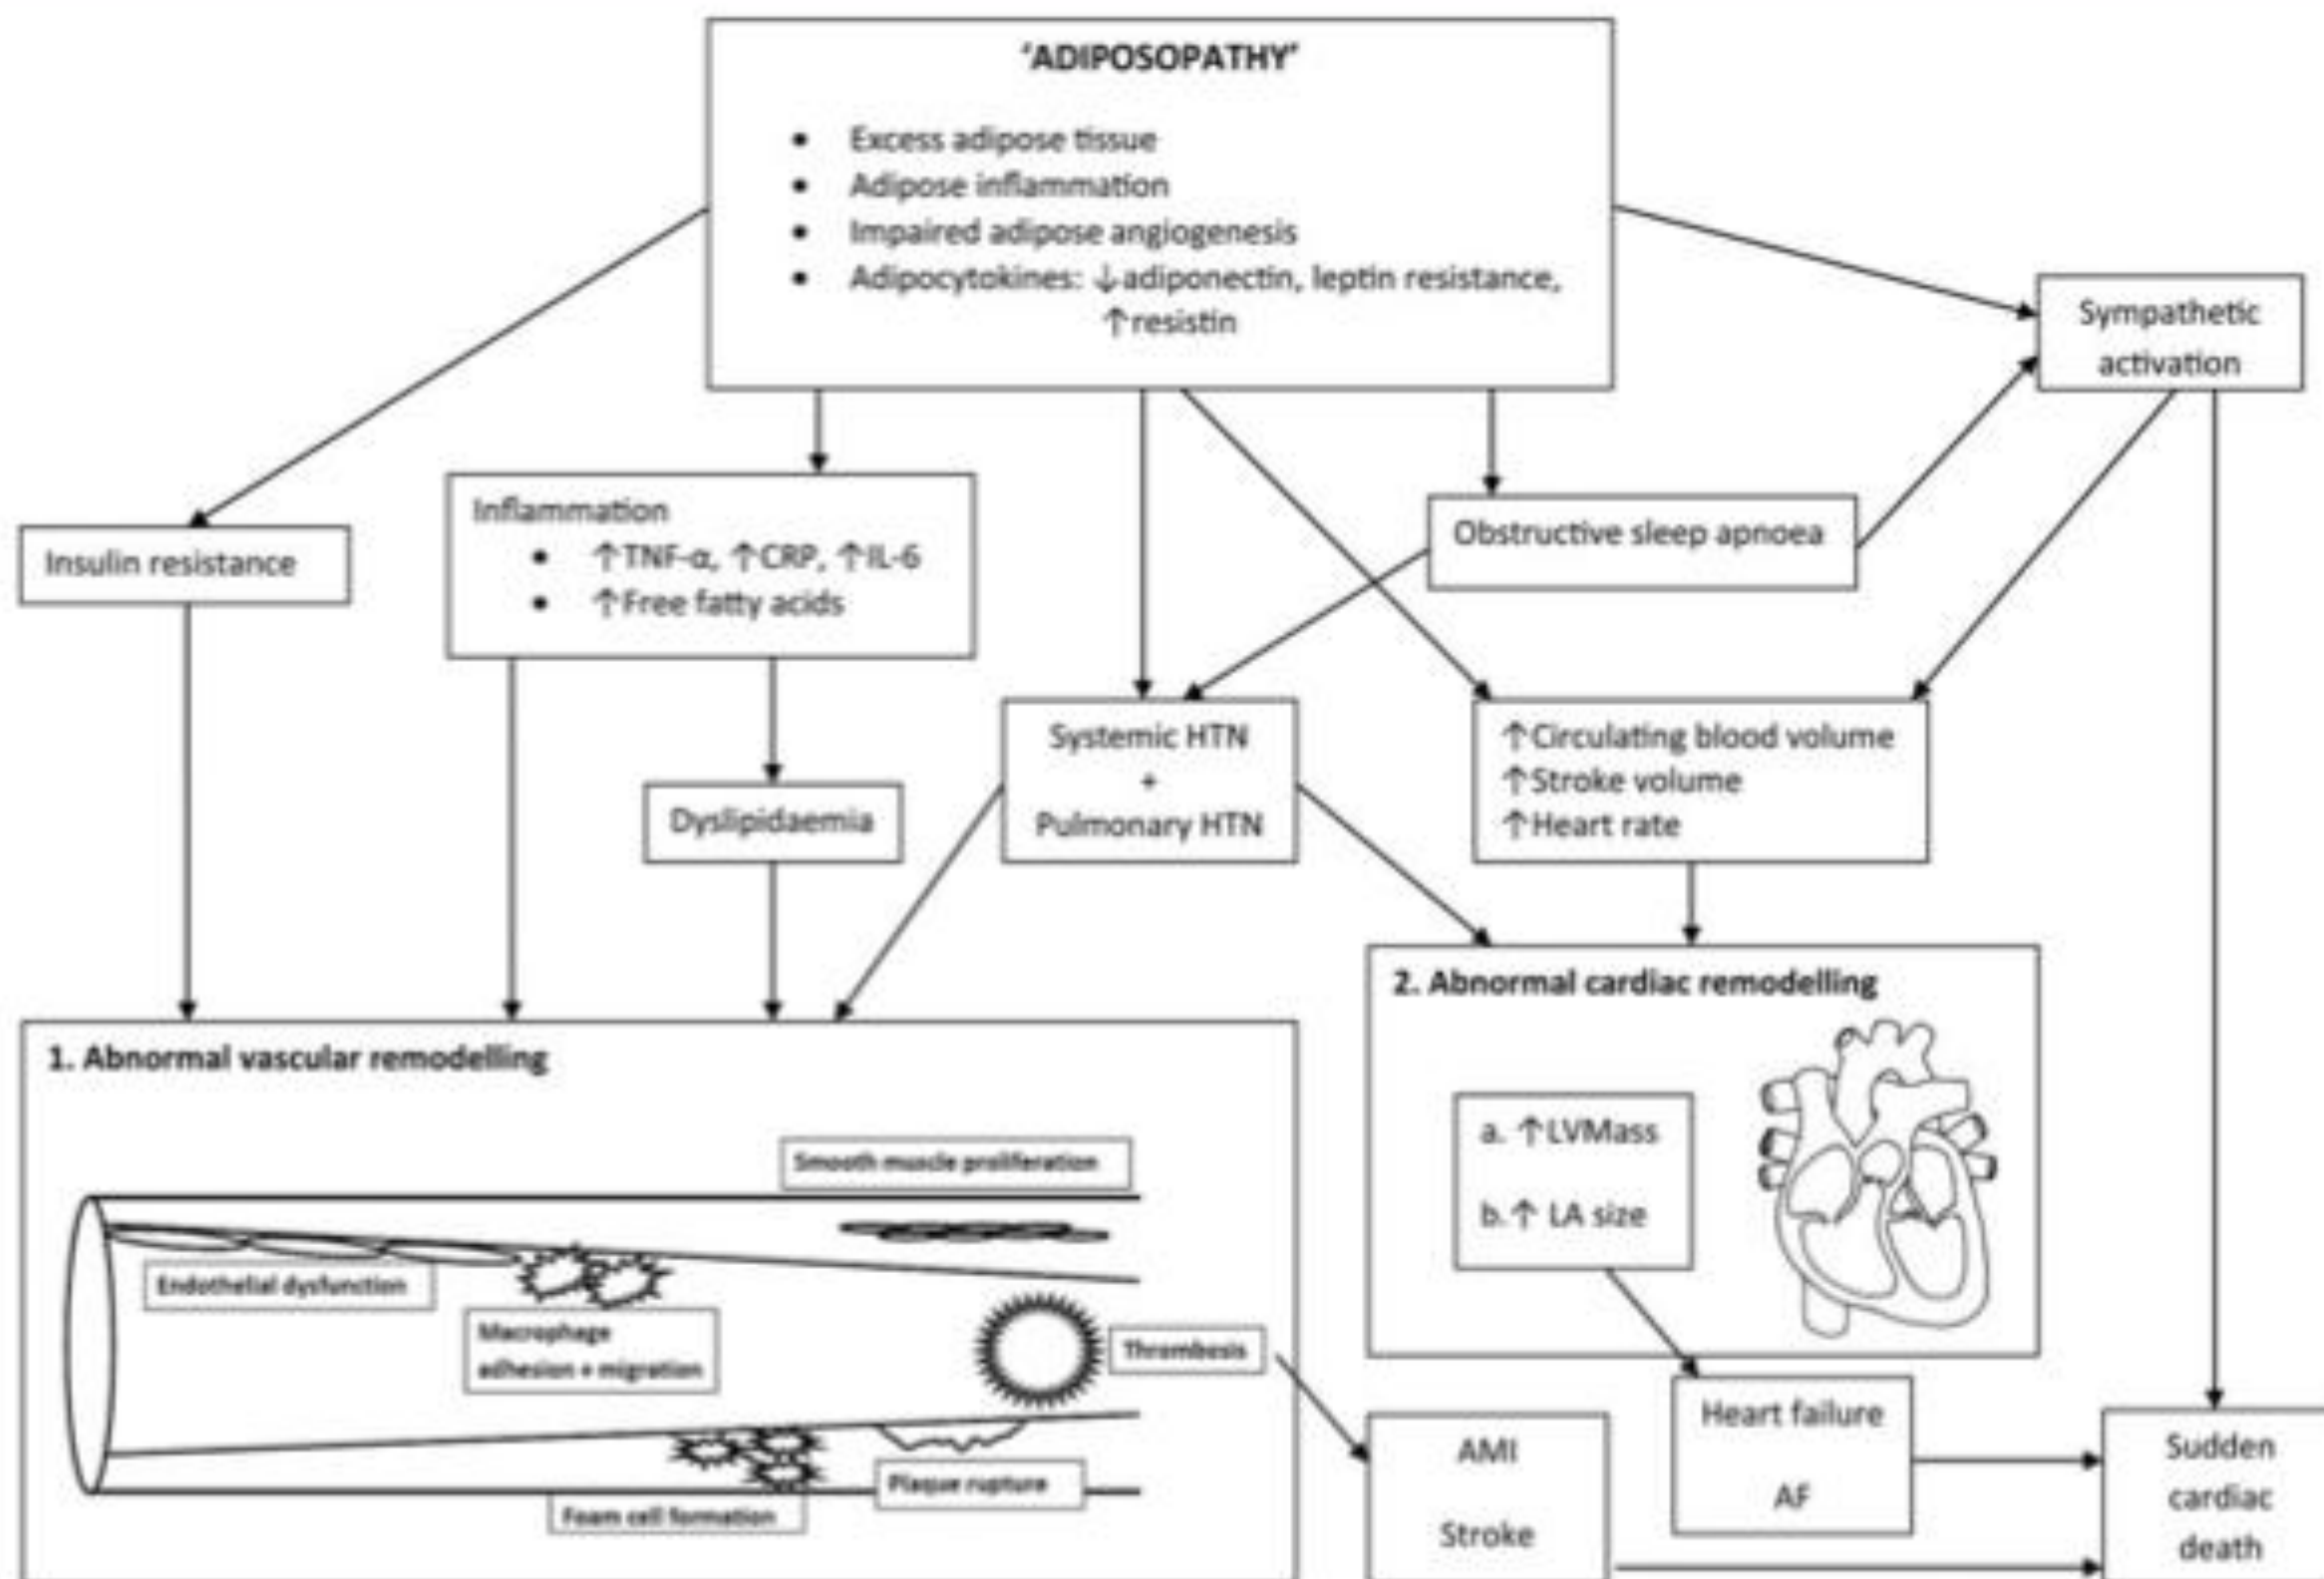 ‘ADIPOSOPATHY’
• Excess adipose tissue
• Adipose inflammation
• Impaired adipose angiogenesis
• Adipocytokines: ↓adiponectin, leptin resistance,
↑resistin
Sympathetic
activation
Insulin resistance
Inflammation
• ↑TNF-α, ↑CRP, ↑IL-6
• ↑Free fatty acids
Obstructive sleep apnoea
Dyslipidaemia
Systemic HTN
+
Pulmonary HTN
↑Circulating blood volume
↑Stroke volume
↑Heart rate
1. Abnormal vascular remodelling
Smooth muscle proliferation
Endothelial dysfunction
Macrophage
adhesion + migration
Thrombosis
Plaque rupture
Foam cell formation
2. Abnormal cardiac remodelling
a. ↑LVMass
b.↑ LA size
AMI
Stroke
Heart failure
AF
Sudden
cardiac
death